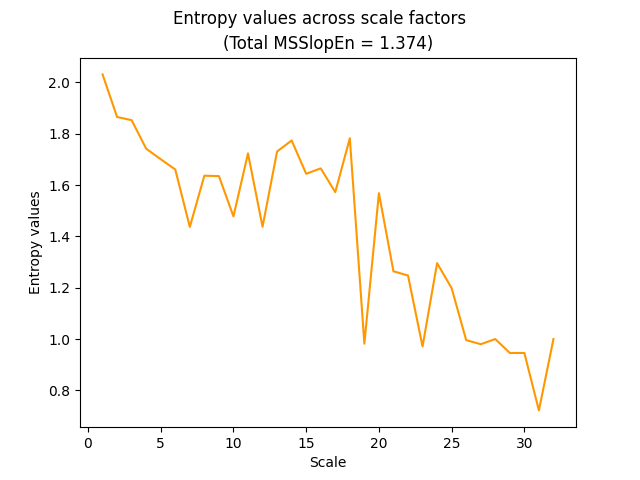 Entropy values across scale factors
(Total MSSlopEn = 1.374)
Entropy values
2.0
1.8
1.6
1.4
1.2
1.0
0.8
0 5 10 15 20 25 30
Scale